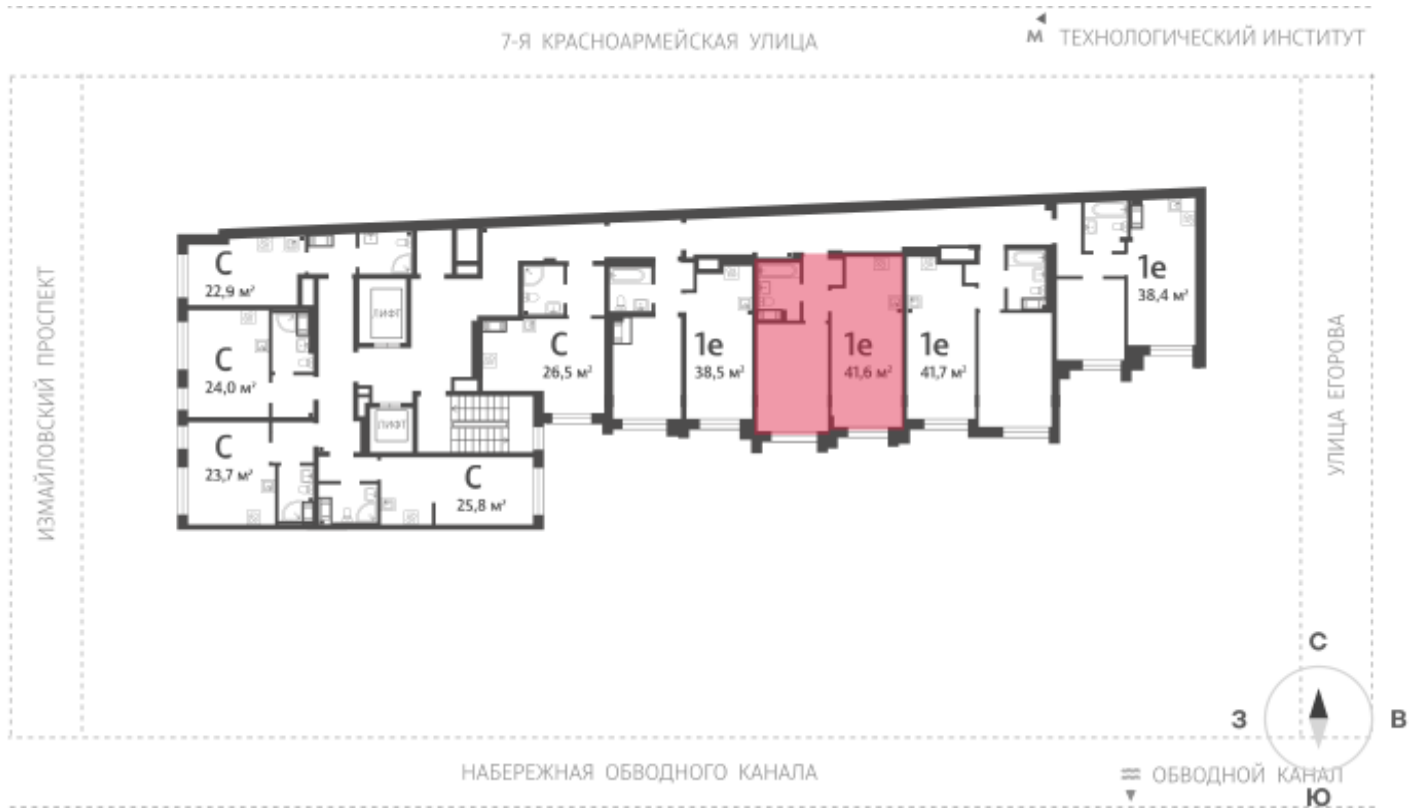 7-Я КРАСНОАРМЕЙСКАЯ УЛИЦА
М ТЕХНОЛОГИЧЕСКИЙ ИНСТИТУТ
ИЗМАЙЛОВСКИЙ ПРОСПЕКТ
С
22,9 м²
ЛИФТ
С
24,0 м²
С
26,5 м²
1е
38,5 м²
1е
41,6 м²
1е
41,7 м²
1е
38,4 м²
УЛИЦА ЕГОРОВА
ЛИФТ
С
23,7 м²
С
25,8 м²
С
З
В
Ю
НАБЕРЕЖНАЯ ОБВОДНОГО КАНАЛА
ОБВОДНОЙ КАНАЛ